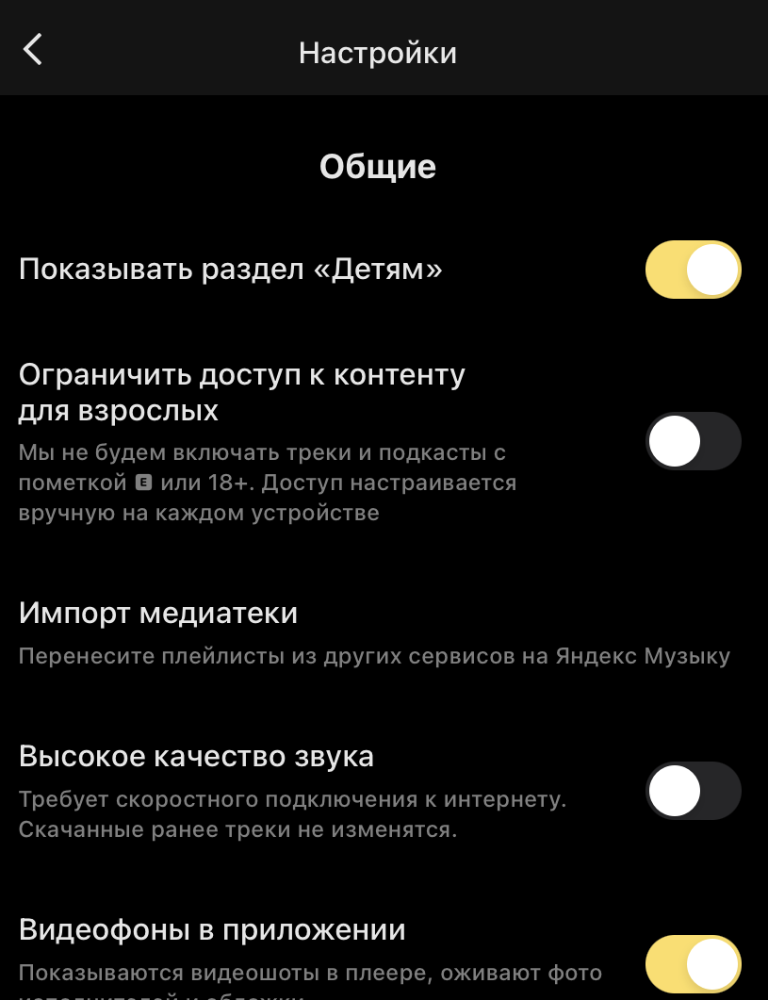 Настройки
Общие
Показывать раздел «Детям»
Ограничить доступ к контенту
для взрослых
Мы не будем включать треки и подкасты с
пометкой E или 18+. Доступ настраивается
вручную на каждом устройстве
Импорт медиатеки
Перенесите плейлисты из других сервисов на Яндекс Музыку
Высокое качество звука
Требует скоростного подключения к интернету.
Скачанные ранее треки не изменятся.
Видеофоны в приложении
Показываются видеошоты в плеере, оживают фото
исполнителей и обложки